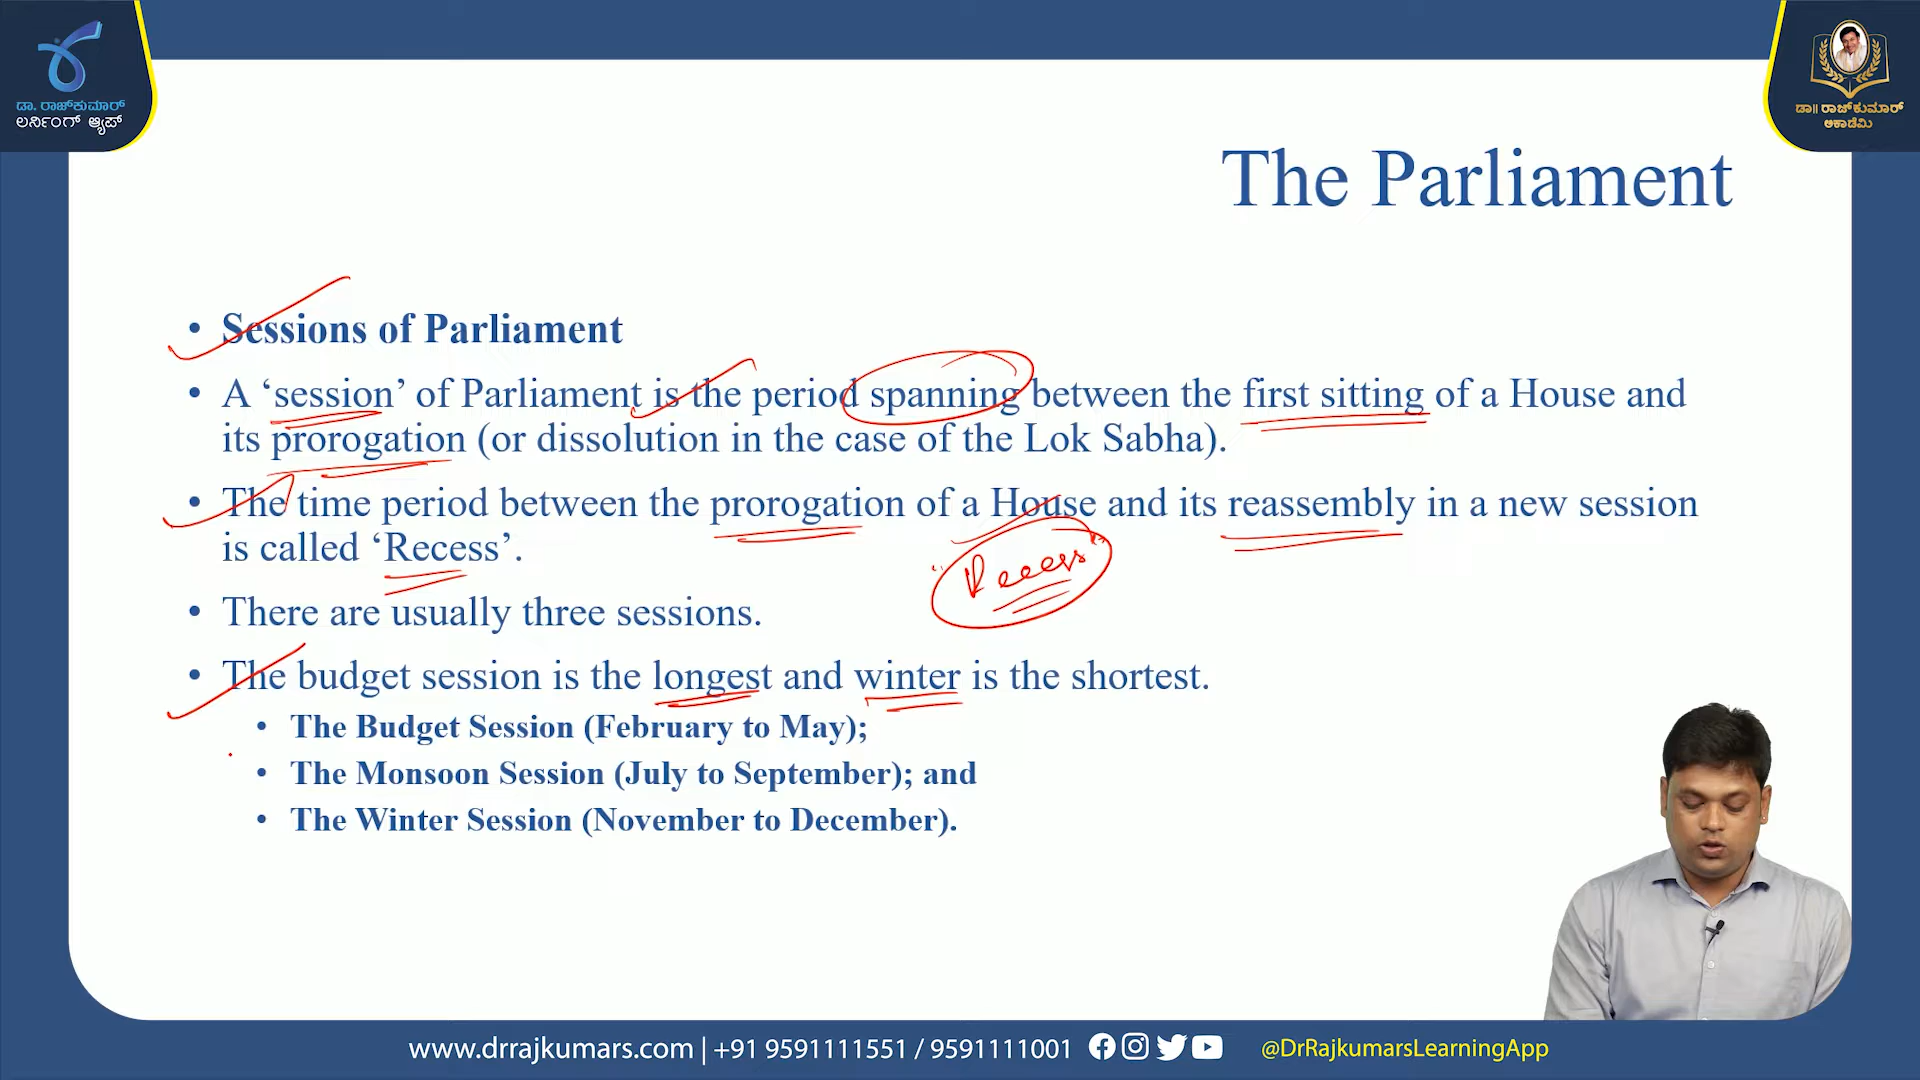 ಡಾ. ರಾಜ್‌ಕುಮಾರ್
ಲರ್ನಿಂಗ್ ಆ್ಯಪ್
ಡಾ|| ರಾಜ್‌ಕುಮಾರ್
ಅಕಾಡೆಮಿ
The Parliament
• Sessions of Parliament
• A ‘session’ of Parliament is the period spanning between the first sitting of a House and
its prorogation (or dissolution in the case of the Lok Sabha).
• The time period between the prorogation of a House and its reassembly in a new session
is called ‘Recess’.
"Recess"
• There are usually three sessions.
• The budget session is the longest and winter is the shortest.
• The Budget Session (February to May);
• The Monsoon Session (July to September); and
• The Winter Session (November to December).
www.drrajkumars.com | +91 9591111551 / 9591111001 @DrRajkumarsLearningApp